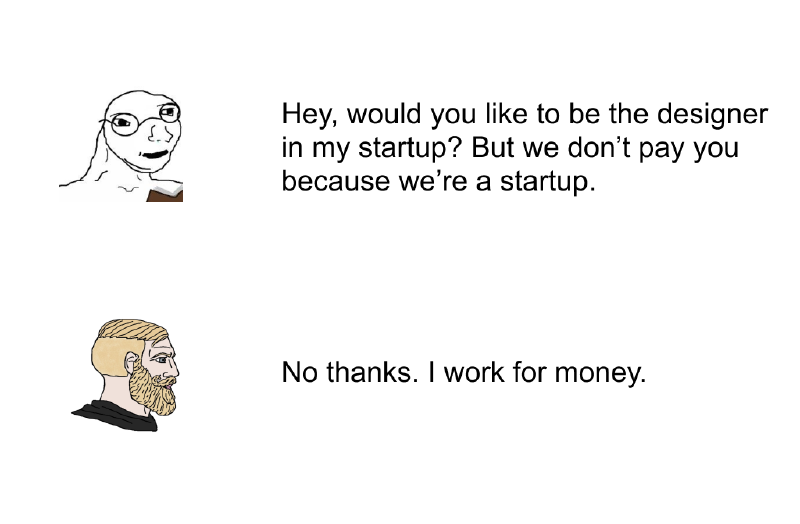 Hey, would you like to be the designer
in my startup? But we don’t pay you
because we’re a startup.
No thanks. I work for money.